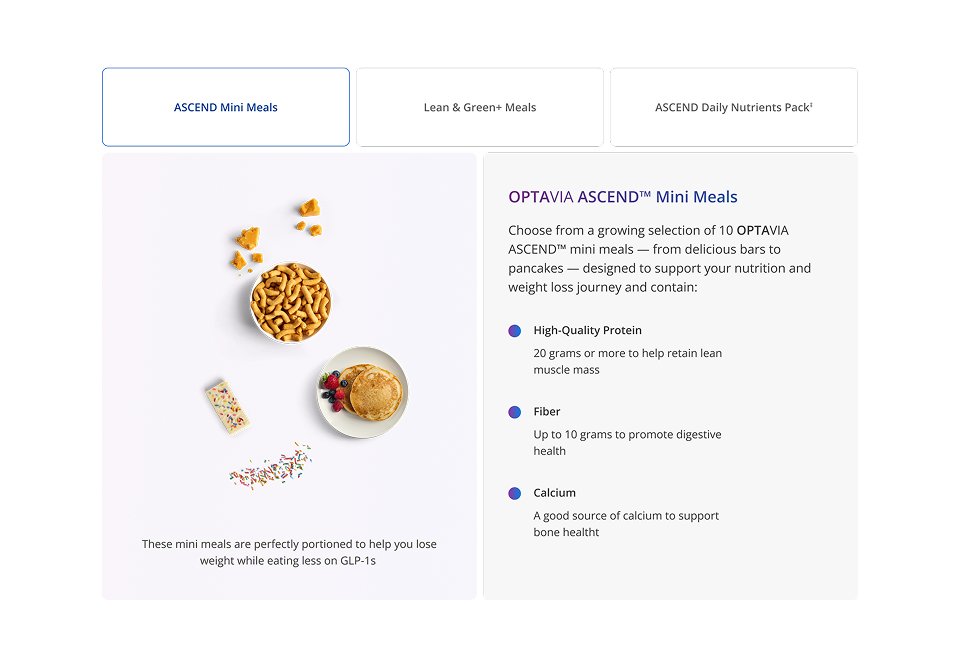 ASCEND Mini Meals
Lean & Green+ Meals
ASCEND Daily Nutrients Pack‡
OPTAVIA ASCEND™ Mini Meals
Choose from a growing selection of 10 OPTAVIA
ASCEND™ mini meals — from delicious bars to
pancakes — designed to support your nutrition and
weight loss journey and contain:
High-Quality Protein
20 grams or more to help retain lean
muscle mass
Fiber
Up to 10 grams to promote digestive
health
Calcium
A good source of calcium to support
bone healtht
These mini meals are perfectly portioned to help you lose
weight while eating less on GLP-1s